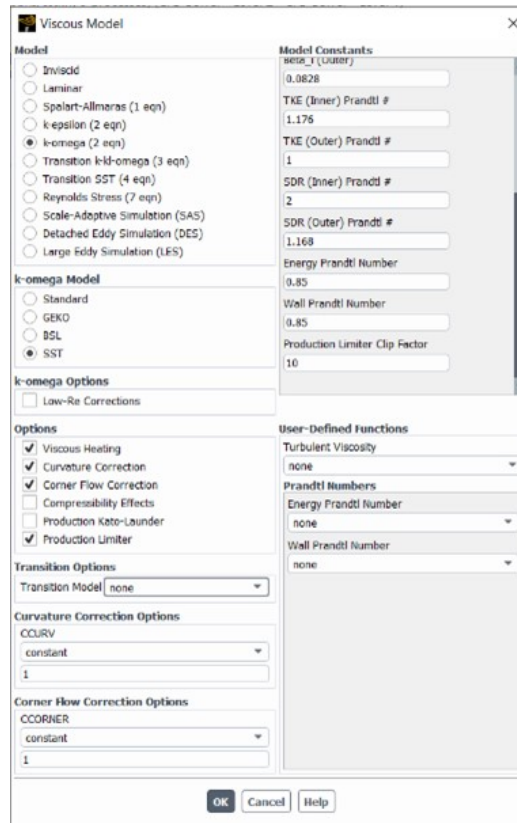 Viscous Model
Model
Inviscid
Laminar
Spalart-Allmaras (1 eqn)
k-epsilon (2 eqn)
k-omega (2 eqn)
Transition k-kl-omega (3 eqn)
Transition SST (4 eqn)
Reynolds Stress (7 eqn)
Scale-Adaptive Simulation (SAS)
Detached Eddy Simulation (DES)
Large Eddy Simulation (LES)
k-omega Model
Standard
GEKO
BSL
SST
k-omega Options
Low-Re Corrections
Options
Viscous Heating
Curvature Correction
Corner Flow Correction
Compressibility Effects
Production Kato-Launder
Production Limiter
Transition Options
Transition Model none
Curvature Correction Options
CCURV
constant
1
Corner Flow Correction Options
CCORNER
constant
1
Model Constants
Beta_i (Outer)
0.0828
TKE (Inner) Prandtl #
1.176
TKE (Outer) Prandtl #
1
SDR (Inner) Prandtl #
2
SDR (Outer) Prandtl #
1.168
Energy Prandtl Number
0.85
Wall Prandtl Number
0.85
Production Limiter Clip Factor
10
User-Defined Functions
Turbulent Viscosity
none
Prandtl Numbers
Energy Prandtl Number
none
Wall Prandtl Number
none
OK Cancel Help